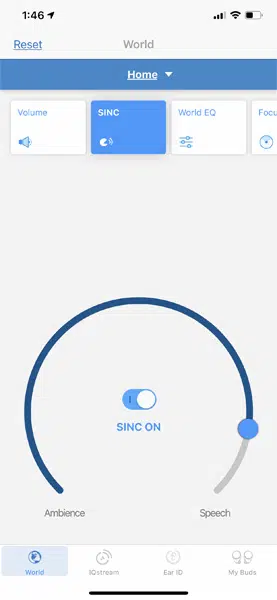 1:46
Reset World
Home
Volume SINC World EQ Focu
SINC ON
Ambience Speech
World IQstream Ear ID My Buds